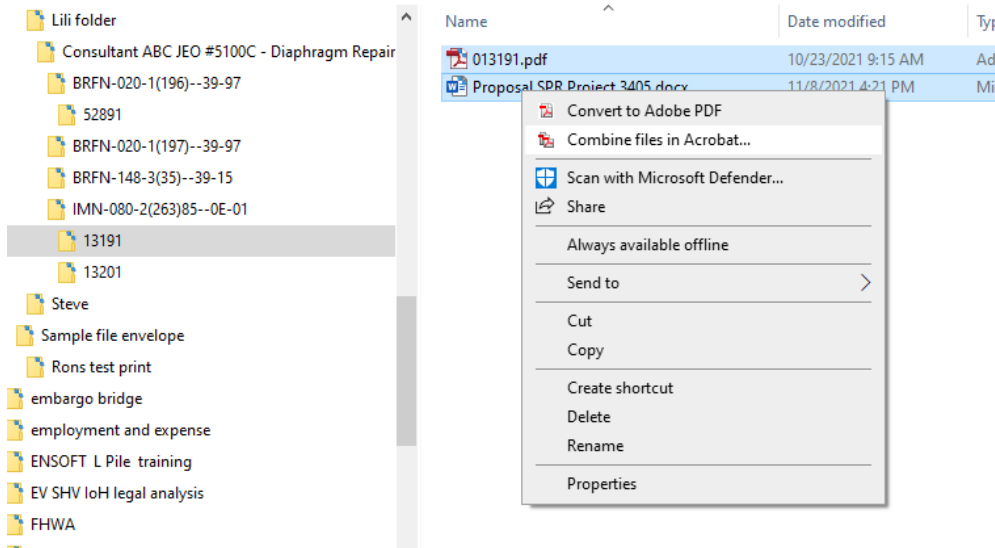 Lili folder
Consultant ABC JEO #5100C - Diaphragm Repair
BRFN-020-1(196)--39-97
52891
BRFN-020-1(197)--39-97
BRFN-148-3(35)--39-15
IMN-080-2(263)85--0E-01
13191
13201
Steve
Sample file envelope
Rons test print
embargo bridge
employment and expense
ENSOFT L Pile training
EV SHV IoH legal analysis
FHWA
Name Date modified Typ
013191.pdf 10/23/2021 9:15 AM Ad
Proposal SPR Project 3405.docx 11/8/2021 4:21 PM Mi
Convert to Adobe PDF
Combine files in Acrobat...
Scan with Microsoft Defender...
Share
Always available offline
Send to
Cut
Copy
Create shortcut
Delete
Rename
Properties